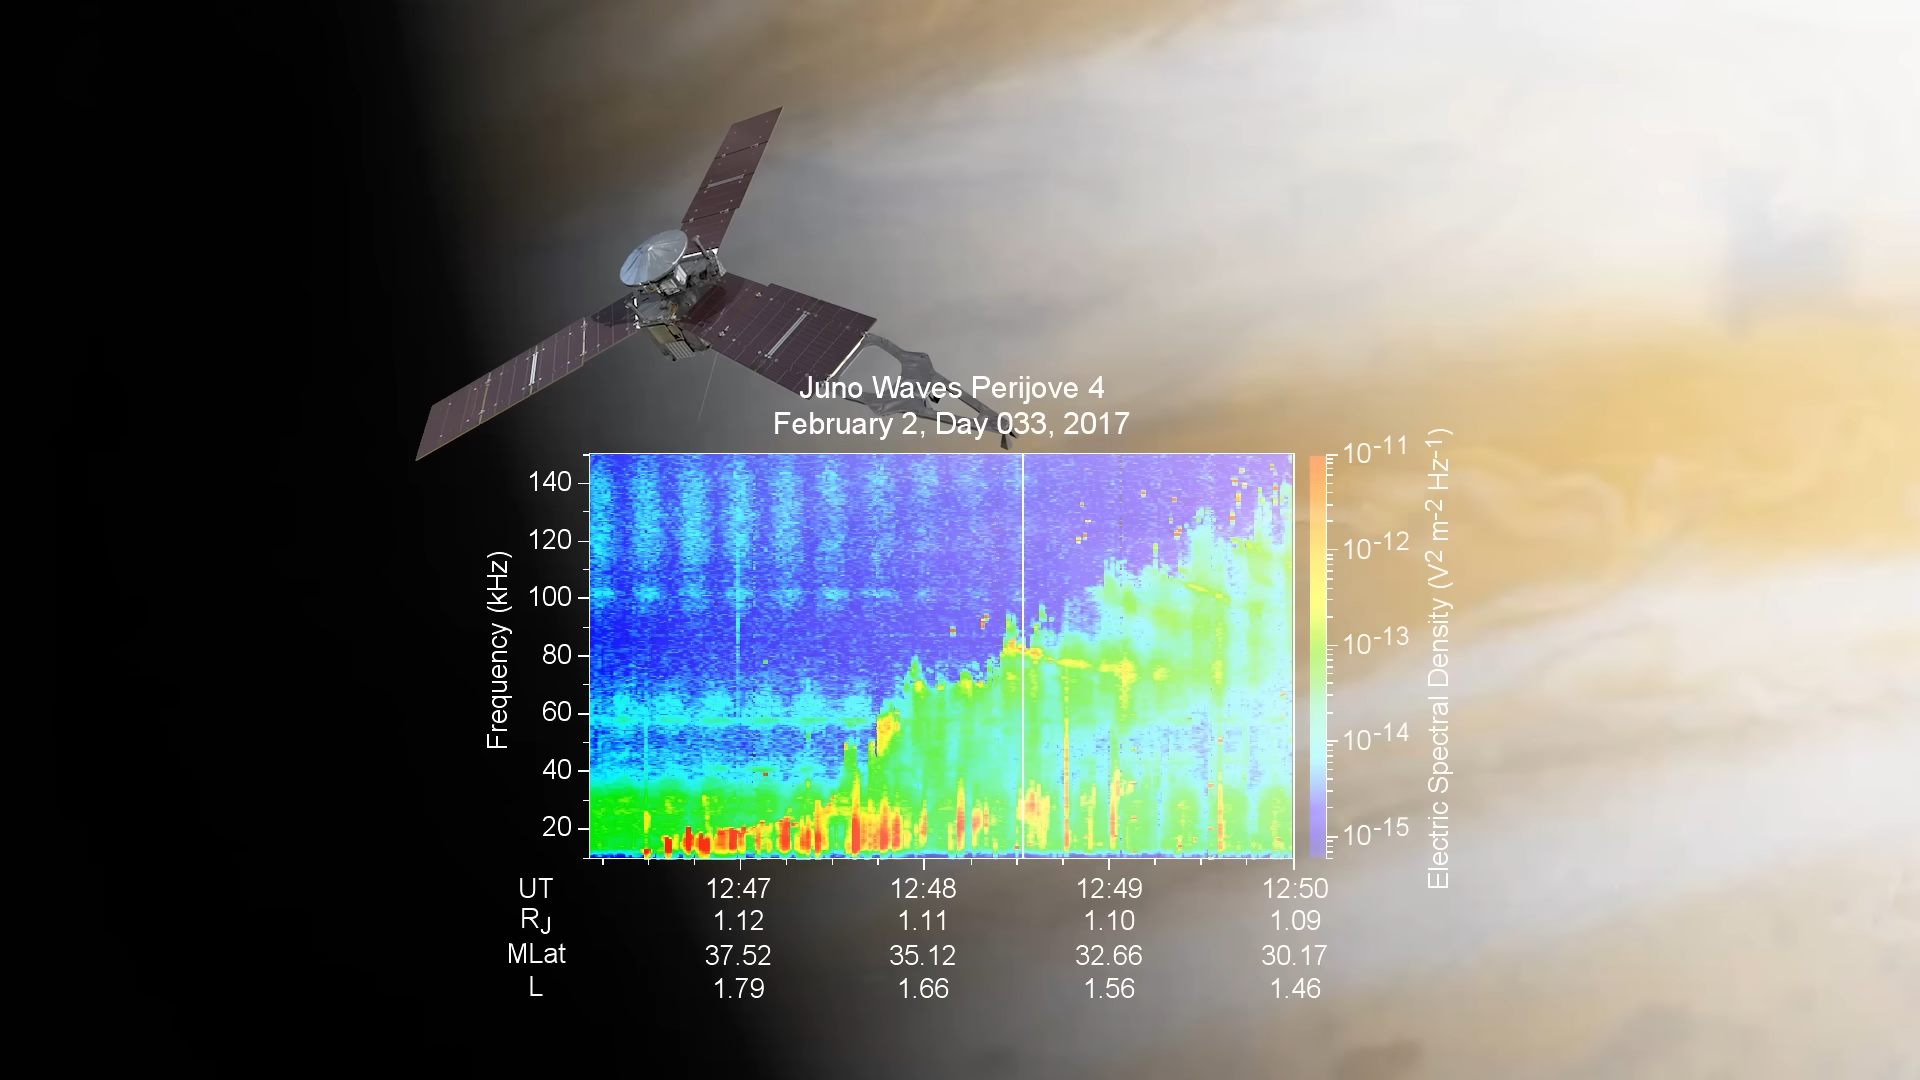 Juno Waves Perijove 4
February 2, Day 033, 2017
Frequency (kHz)
140
120
100
80
60
40
20
10-11
10-12
10-13
10-14
10-15
Electric Spectral Density (V2 m-2 Hz-1)
UT 12:47 12:48 12:49 12:50
RJ 1.12 1.11 1.10 1.09
MLat 37.52 35.12 32.66 30.17
L 1.79 1.66 1.56 1.46